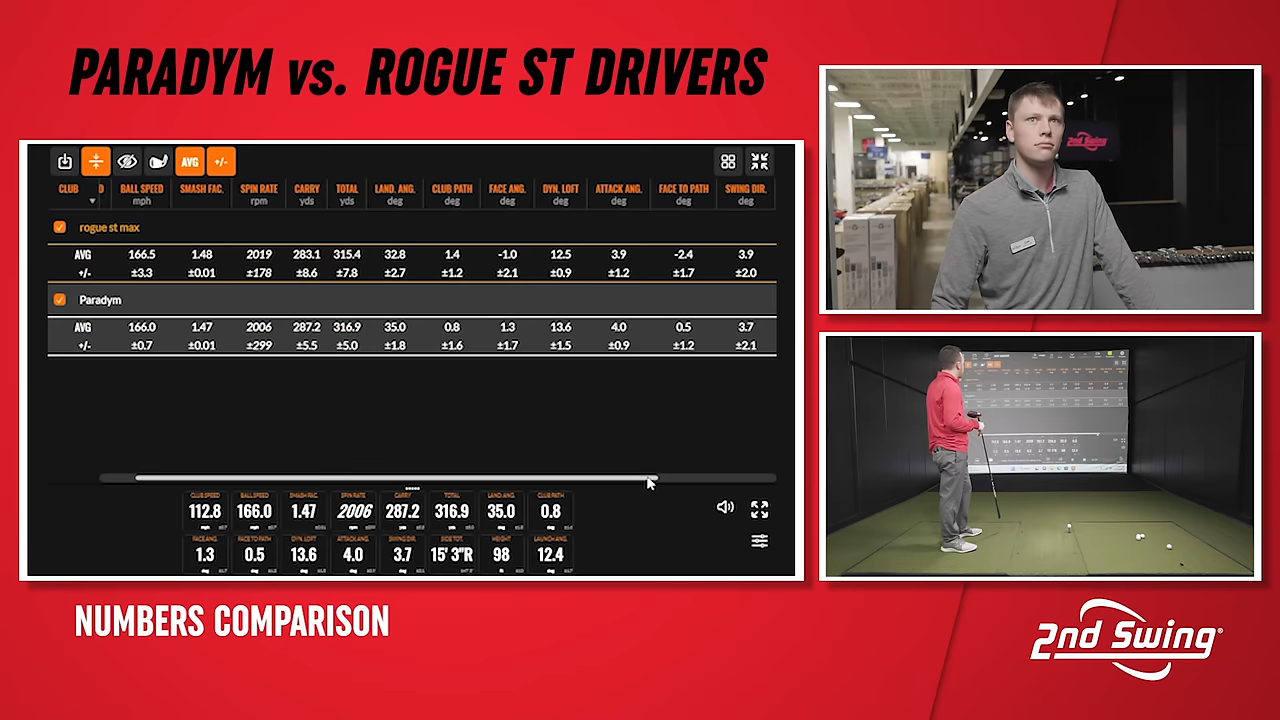 PARADYM vs. ROGUE ST DRIVERS
AVG +/-
CLUB D BALL SPEED SMASH FAC. SPIN RATE CARRY TOTAL LAND. ANG. CLUB PATH FACE ANG. DYN. LOFT ATTACK ANG. FACE TO PATH SWING DIR.
mph rpm yds yds deg deg deg deg deg deg deg
rogue st max
AVG 166.5 1.48 2019 283.1 315.4 32.8 1.4 -1.0 12.5 3.9 -2.4 3.9
+/- ±3.3 ±0.01 ±178 ±8.6 ±7.8 ±2.7 ±1.2 ±2.1 ±0.9 ±1.2 ±1.7 ±2.0
Paradym
AVG 166.0 1.47 2006 287.2 316.9 35.0 0.8 1.3 13.6 4.0 0.5 3.7
+/- ±0.7 ±0.01 ±299 ±5.5 ±5.0 ±1.8 ±1.6 ±1.7 ±1.5 ±0.9 ±1.2 ±2.1
CLUB SPEED BALL SPEED SMASH FAC. SPIN RATE CARRY TOTAL LAND. ANG. CLUB PATH
112.8 166.0 1.47 2006 287.2 316.9 35.0 0.8
FACE ANG. FACE TO PATH DYN. LOFT ATTACK ANG. SWING DIR. SIDE TOT. HEIGHT LAUNCH ANG.
1.3 0.5 13.6 4.0 3.7 15' 3"R 98 12.4
2nd Swing
NUMBERS COMPARISON
2nd Swing®